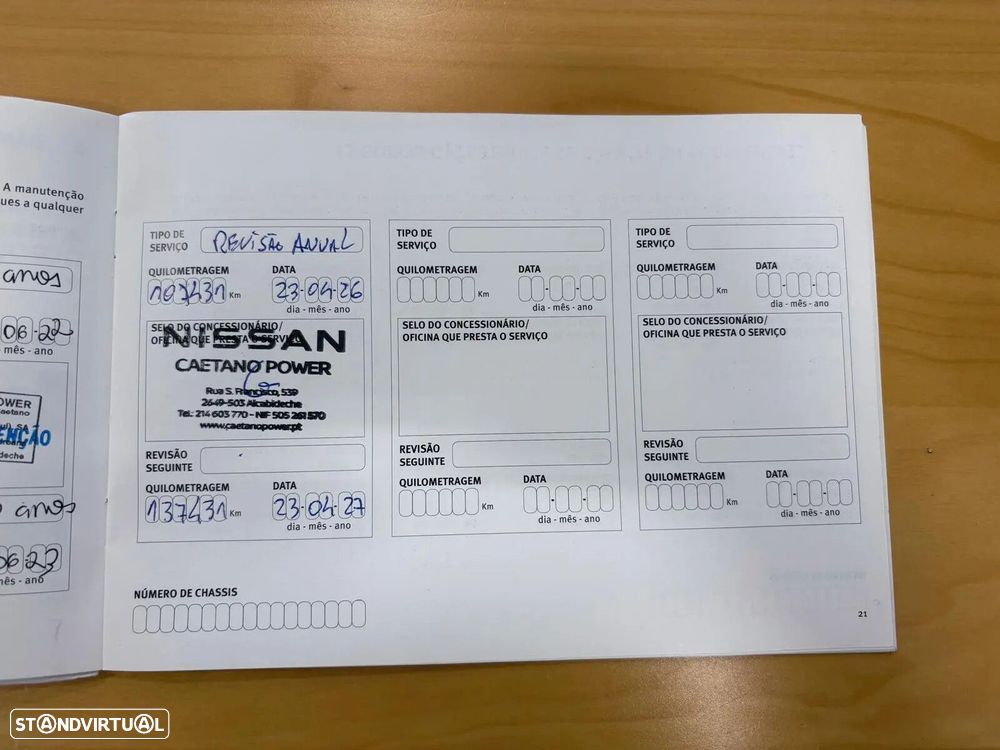 A manutenção
ues a qualquer
anos
06-22
- mês - ano
OWER
Caetano
ENÇÃO
deche
anos
06 23
mês - ano
TIPO DE
SERVIÇO
REVISÃO ANUAL
QUILOMETRAGEM
DATA
107431 Km
23-04-26
dia - mês - ano
SELO DO CONCESSIONÁRIO/
OFICINA QUE PRESTA O SERVIÇO
NISSAN
CAETANO POWER
Rua S. Francisco, 539
2649-503 Alcabideche
Tel.: 214 603 770 - NIF 505 261 570
www.caetanopower.pt
REVISÃO
SEGUINTE
QUILOMETRAGEM
DATA
137431 Km
23-04-27
dia - mês - ano
TIPO DE
SERVIÇO
QUILOMETRAGEM
DATA
Km
dia - mês - ano
SELO DO CONCESSIONÁRIO/
OFICINA QUE PRESTA O SERVIÇO
REVISÃO
SEGUINTE
QUILOMETRAGEM
DATA
Km
dia - mês - ano
TIPO DE
SERVIÇO
QUILOMETRAGEM
DATA
Km
dia - mês - ano
SELO DO CONCESSIONÁRIO/
OFICINA QUE PRESTA O SERVIÇO
REVISÃO
SEGUINTE
QUILOMETRAGEM
DATA
Km
dia - mês - ano
NÚMERO DE CHASSIS
21
STANDVIRTUAL